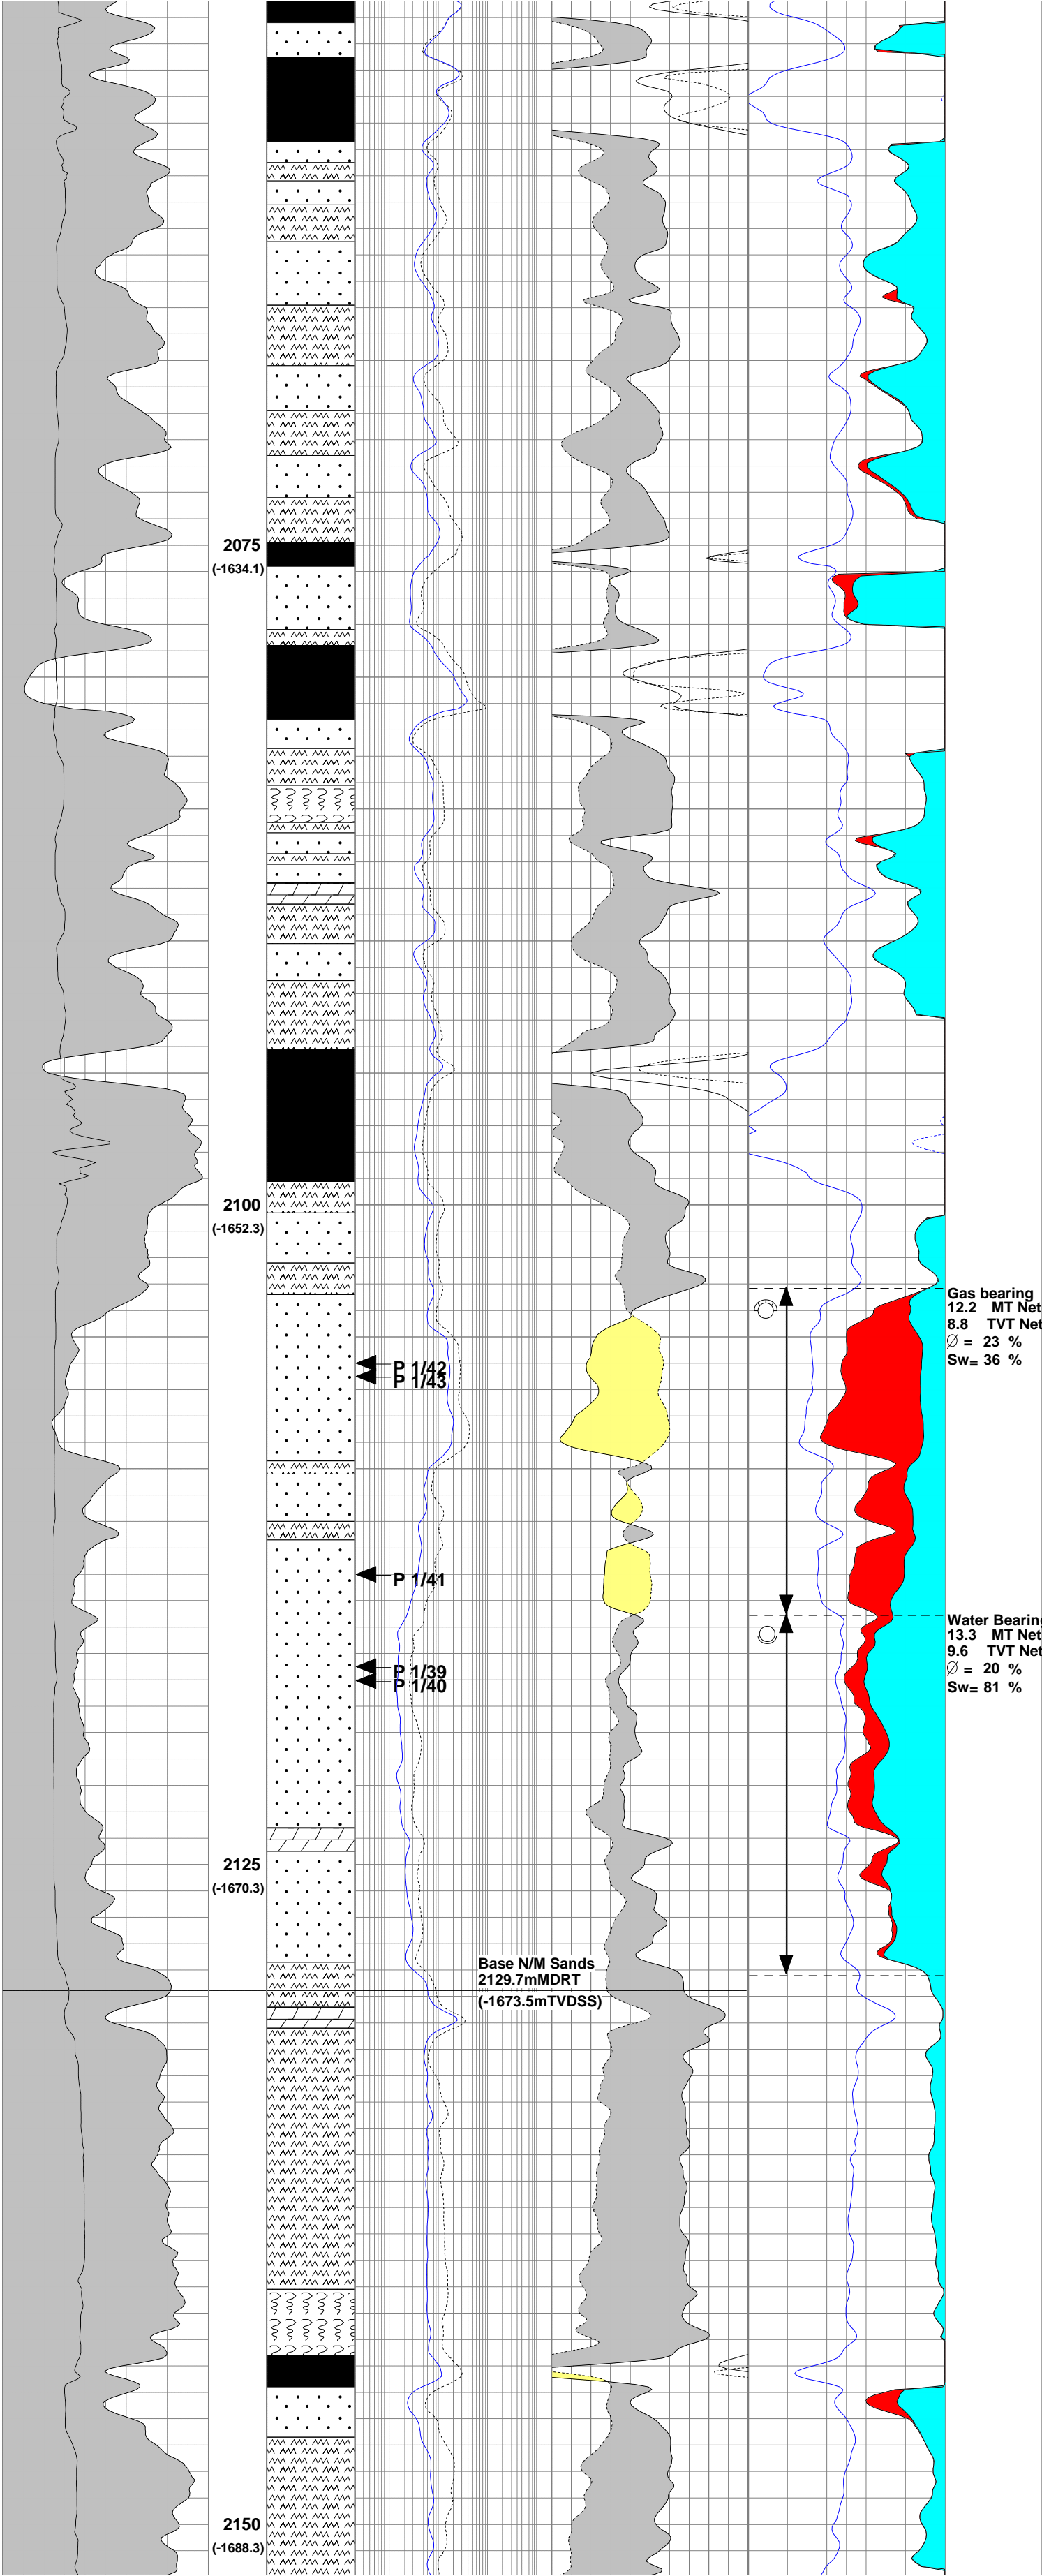 2075
(-1634.1)
2100
(-1652.3)
Gas bearing
12.2 MT Net
8.8 TVT Net
Ø = 23 %
Sw= 36 %
P 1/42
P 1/43
P 1/41
Water Bearing
13.3 MT Net
9.6 TVT Net
Ø = 20 %
Sw= 81 %
P 1/39
P 1/40
2125
(-1670.3)
Base N/M Sands
2129.7mMDRT
(-1673.5mTVDSS)
2150
(-1688.3)